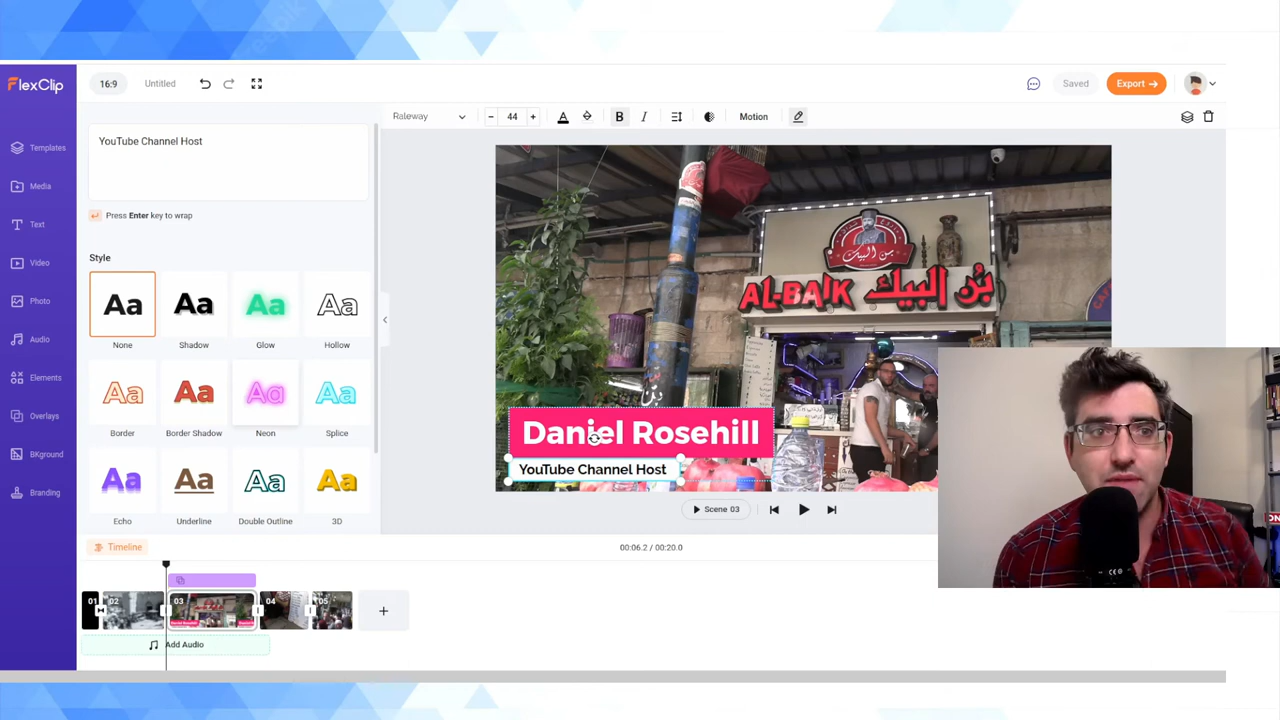 FlexClip
16:9
Untitled
Saved
Export →
Raleway
44
A
B
I
Motion
Templates
Media
Text
Video
Photo
Audio
Elements
Overlays
BKground
Branding
YouTube Channel Host
Press Enter key to wrap
Style
Aa
Aa
Aa
Aa
None
Shadow
Glow
Hollow
Aa
Aa
Aa
Aa
Border
Border Shadow
Neon
Splice
Aa
Aa
Aa
Aa
Echo
Underline
Double Outline
3D
بن البيك
AL-BAIK بُن البيك
Daniel Rosehill
YouTube Channel Host
Scene 03
Timeline
00:06.2 / 00:20.0
01
02
03
04
05
Add Audio